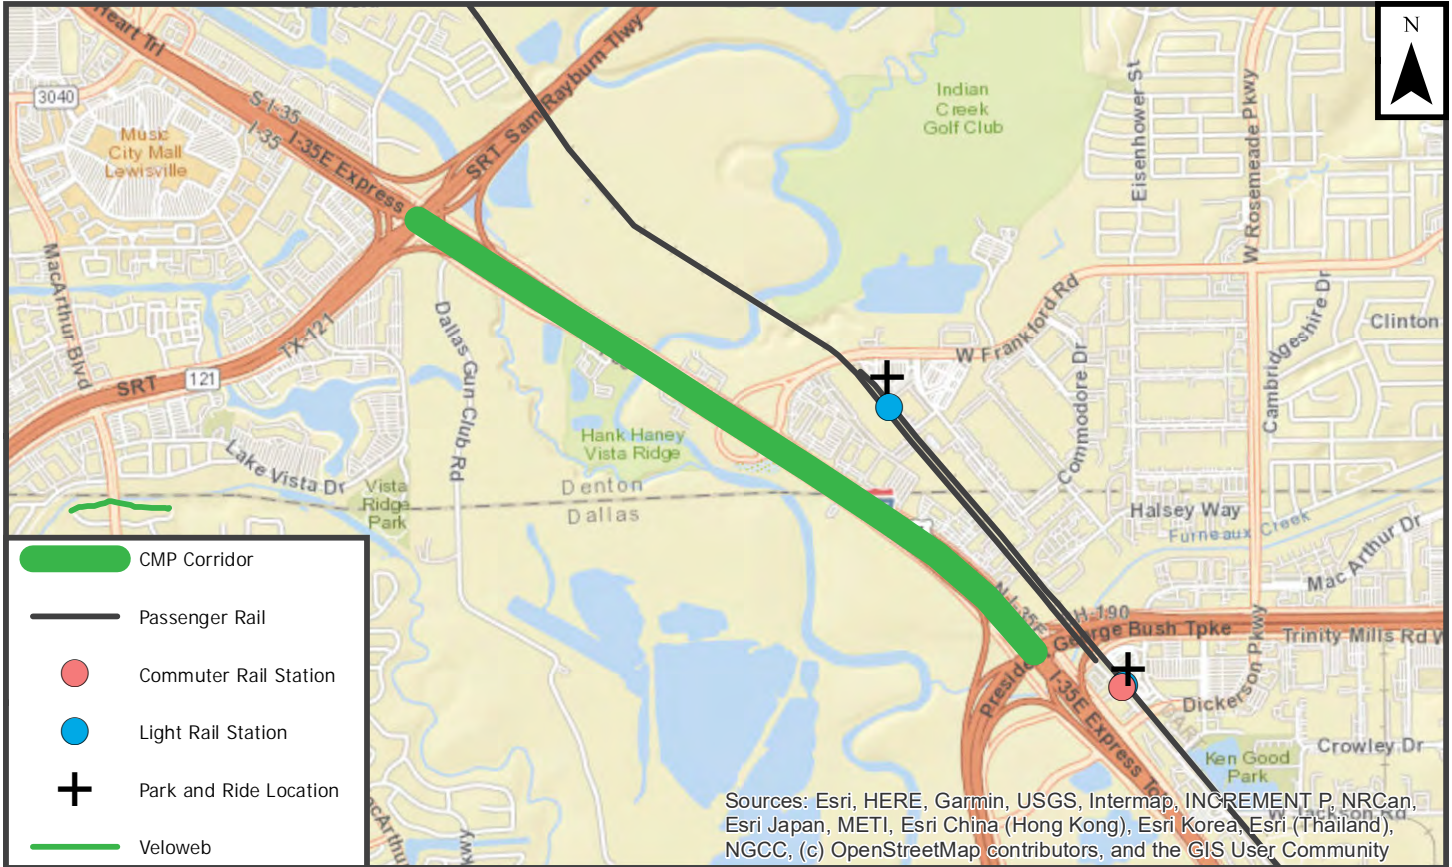 Heart Trl
N
3040
S I-35
I-35
I-35E Express
SRT Sam Rayburn Tlwy
Music
City Mall
Lewisville
Indian
Creek
Golf Club
Eisenhower St
W Rosemeade Pkwy
MacArthur Blvd
Dallas Gun Club Rd
TX-121
SRT
121
W Frankford Rd
Commodore Dr
Cambridgeshire Dr
Clinton
Hank Haney
Vista Ridge
Lake Vista Dr
Vista
Ridge
Park
Denton
Dallas
Halsey Way
Furneaux Creek
Mac Arthur Dr
N I-35E
H-190
President George Bush Tpke
Trinity Mills Rd W
Dickerson Pkwy
I-35E Express
Crowley Dr
Ken Good
Park
W Jackson Rd
CMP Corridor
Passenger Rail
Commuter Rail Station
Light Rail Station
Park and Ride Location
Veloweb
Sources: Esri, HERE, Garmin, USGS, Intermap, INCREMENT P, NRCan,
Esri Japan, METI, Esri China (Hong Kong), Esri Korea, Esri (Thailand),
NGCC, (c) OpenStreetMap contributors, and the GIS User Community